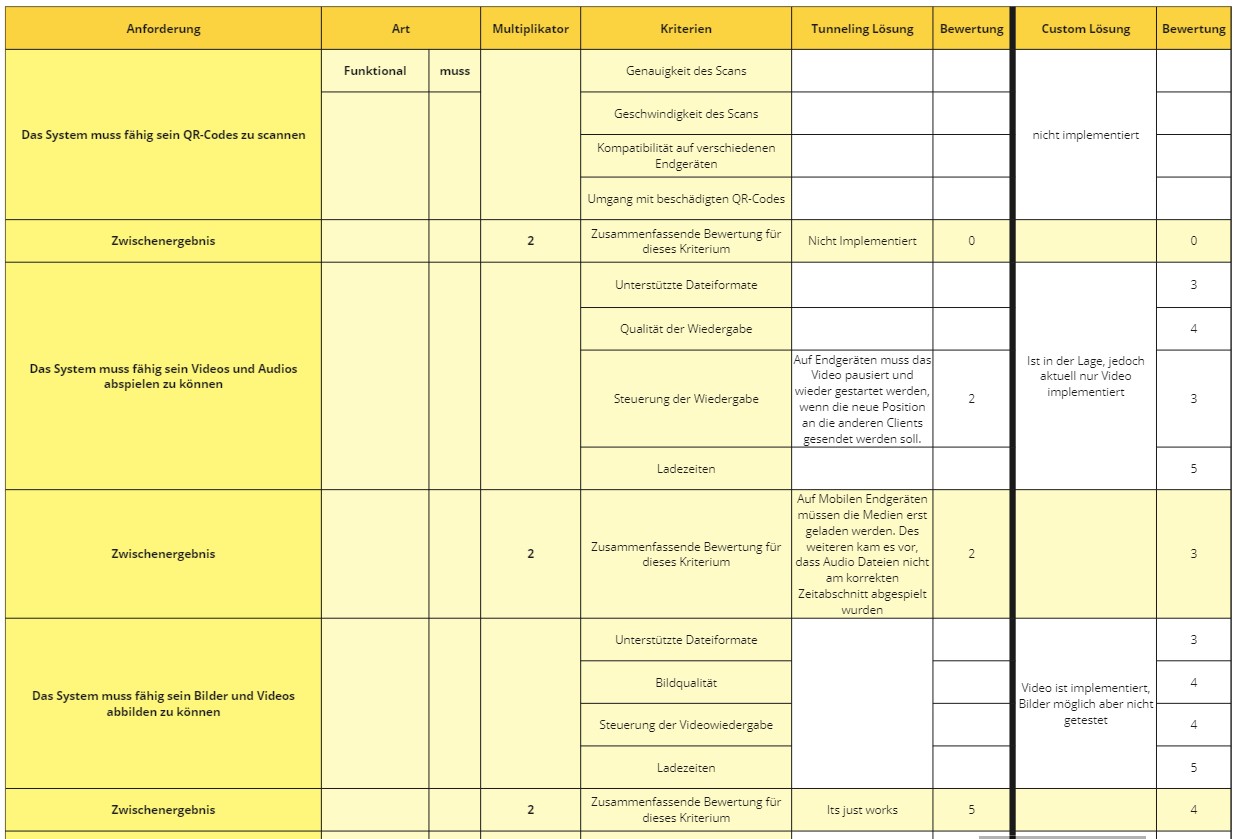 Anforderung Art Multiplikator Kriterien Tunneling Lösung Bewertung Custom Lösung Bewertung
Das System muss fähig sein QR-Codes zu scannen
Funktional muss
Genauigkeit des Scans
Geschwindigkeit des Scans
Kompatibilität auf verschiedenen
Endgeräten
Umgang mit beschädigten QR-Codes
nicht implementiert
Zwischenergebnis
2
Zusammenfassende Bewertung für
dieses Kriterium
Nicht Implementiert
0
0
Das System muss fähig sein Videos und Audios
abspielen zu können
Unterstützte Dateiformate
3
Qualität der Wiedergabe
4
Steuerung der Wiedergabe
Auf Endgeräten muss das
Video pausiert und
wieder gestartet werden,
wenn die neue Position
an die anderen Clients
gesendet werden soll.
2
Ist in der Lage, jedoch
aktuell nur Video
implementiert
3
Ladezeiten
5
Zwischenergebnis
2
Zusammenfassende Bewertung für
dieses Kriterium
Auf Mobilen Endgeräten
müssen die Medien erst
geladen werden. Des
weiteren kam es vor,
dass Audio Dateien nicht
am korrekten
Zeitabschnitt abgespielt
wurden
2
3
Das System muss fähig sein Bilder und Videos
abbilden zu können
Unterstützte Dateiformate
3
Bildqualität
4
Video ist implementiert,
Bilder möglich aber nicht
getestet
Steuerung der Videowiedergabe
4
Ladezeiten
5
Zwischenergebnis
2
Zusammenfassende Bewertung für
dieses Kriterium
Its just works
5
4